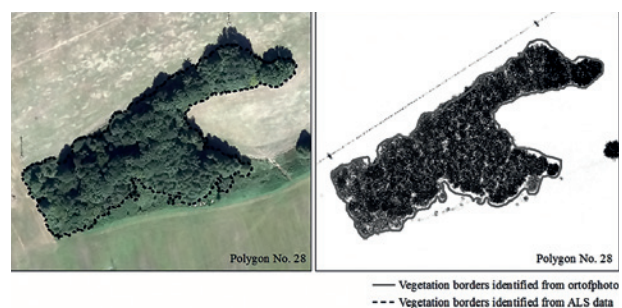 Polygon No. 28
Polygon No. 28
Vegetation borders identified from ortofphoto
Vegetation borders identified from ALS data